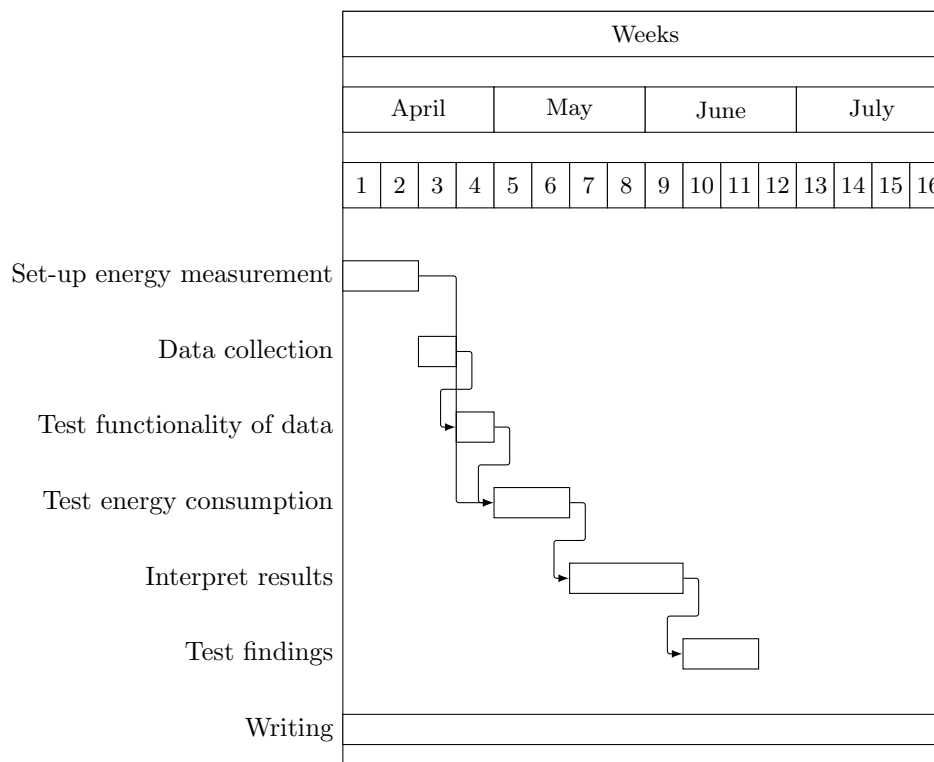 Weeks
April May June July
1 2 3 4 5 6 7 8 9 10 11 12 13 14 15 16
Set-up energy measurement
Data collection
Test functionality of data
Test energy consumption
Interpret results
Test findings
Writing